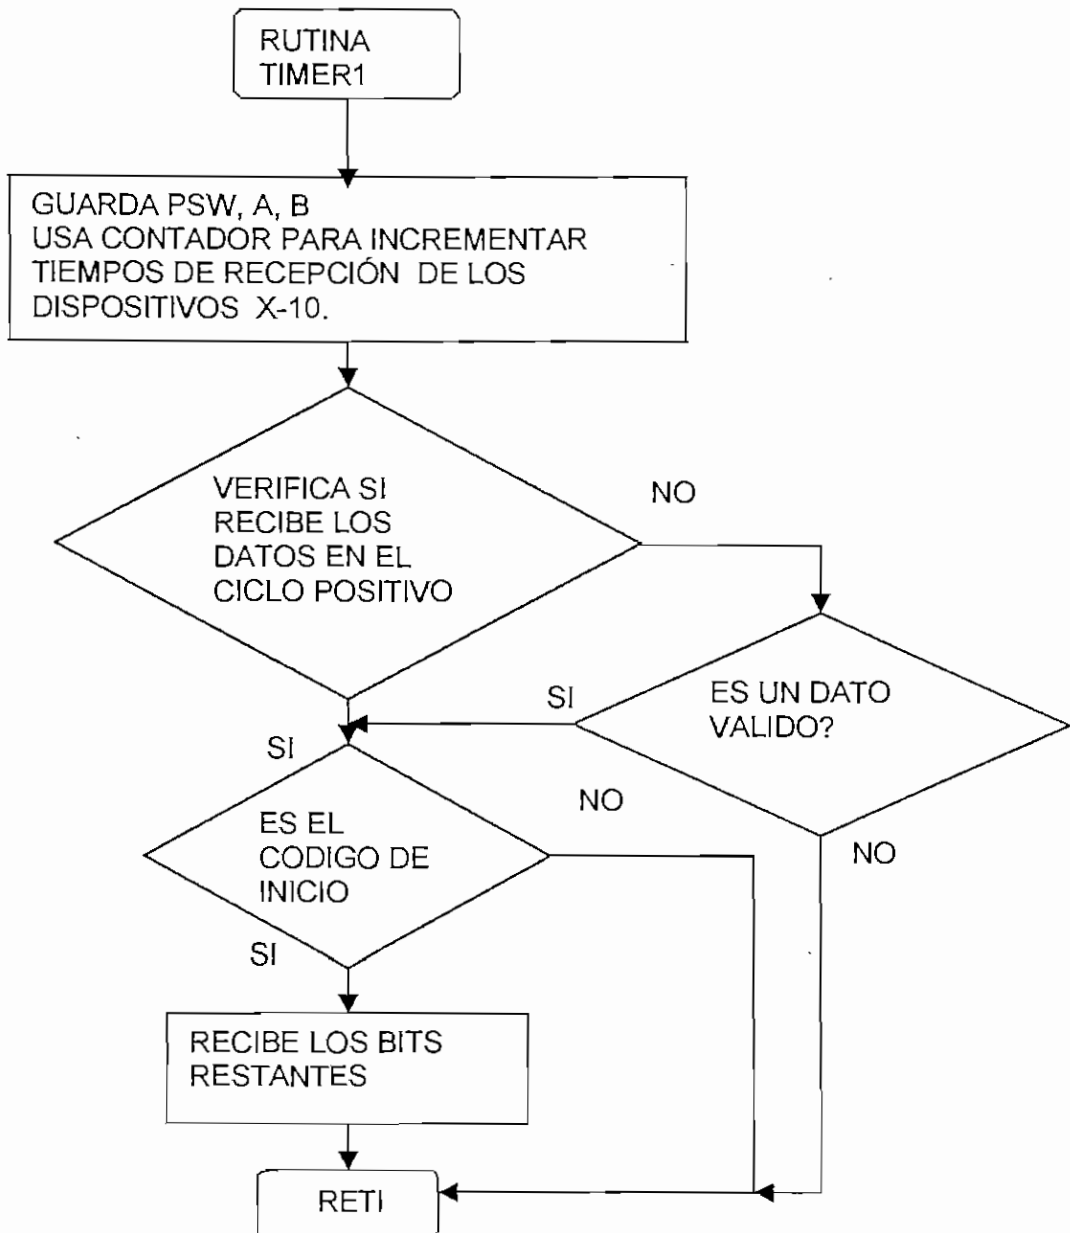 RUTINA
TIMER1
GUARDA PSW, A, B
USA CONTADOR PARA INCREMENTAR
TIEMPOS DE RECEPCIÓN DE LOS
DISPOSITIVOS X-10.
VERIFICA SI
RECIBE LOS
DATOS EN EL
CICLO POSITIVO
NO
SI
ES UN DATO
VALIDO?
SI
NO
ES EL
CODIGO DE
INICIO
NO
SI
RECIBE LOS BITS
RESTANTES
RETI